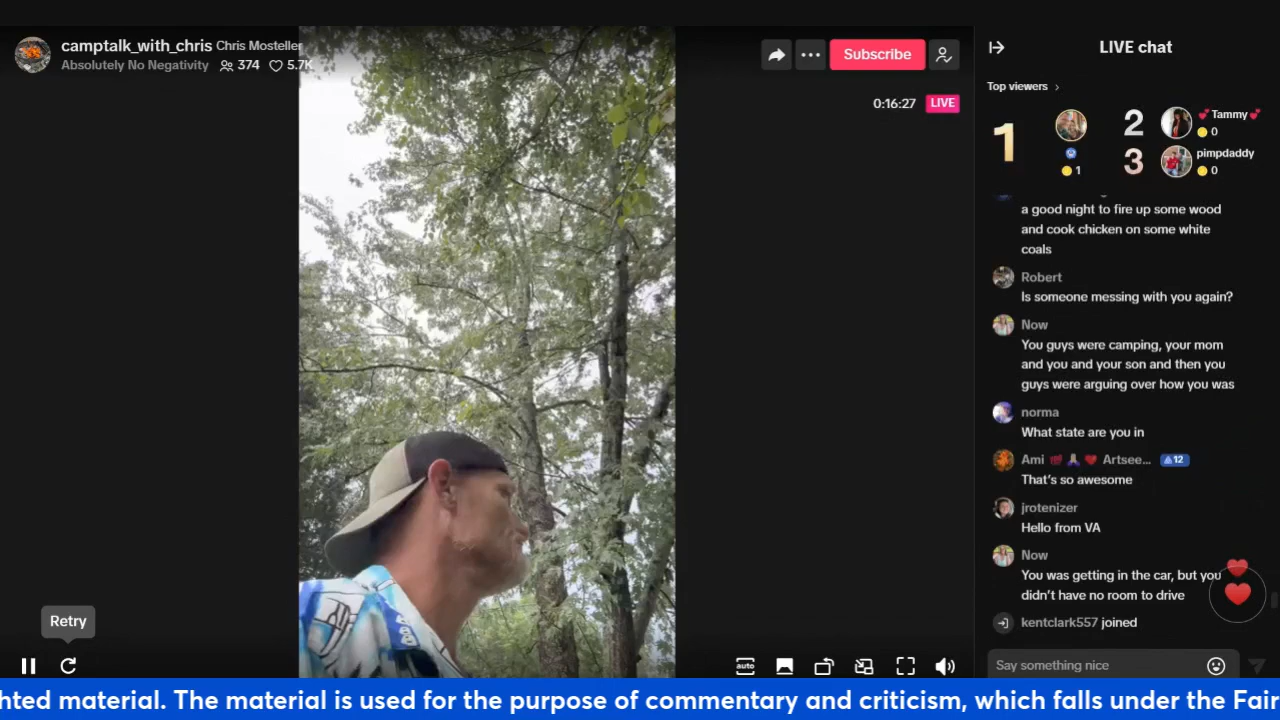 camptalk_with_chris Chris Mosteller
Absolutely No Negativity 374 5.7K
Subscribe
0:16:27 LIVE
LIVE chat
Top viewers
1
1
2
💕Tammy💕
0
3
pimpdaddy
0
a good night to fire up some wood
and cook chicken on some white
coals
Robert
Is someone messing with you again?
Now
You guys were camping, your mom
and you and your son and then you
guys were arguing over how you was
norma
What state are you in
Ami Artsee... 12
That's so awesome
jrotenizer
Hello from VA
Now
You was getting in the car, but you
didn't have no room to drive
kentclark557 joined
Say something nice
Retry
auto
hted material. The material is used for the purpose of commentary and criticism, which falls under the Fair